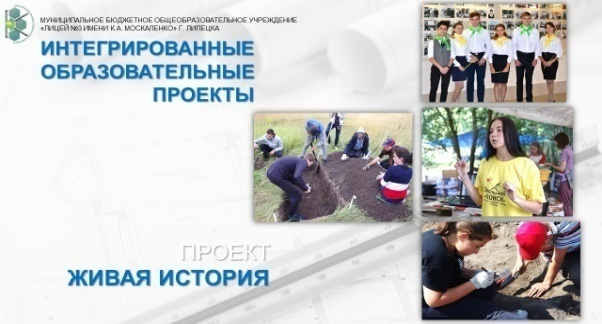 МУНИЦИПАЛЬНОЕ БЮДЖЕТНОЕ ОБЩЕОБРАЗОВАТЕЛЬНОЕ УЧРЕЖДЕНИЕ
«ЛИЦЕЙ №3 ИМЕНИ К.А. МОСКАЛЕНКО» Г. ЛИПЕЦКА
ИНТЕГРИРОВАННЫЕ
ОБРАЗОВАТЕЛЬНЫЕ
ПРОЕКТЫ
ПРОЕКТ
ЖИВАЯ ИСТОРИЯ